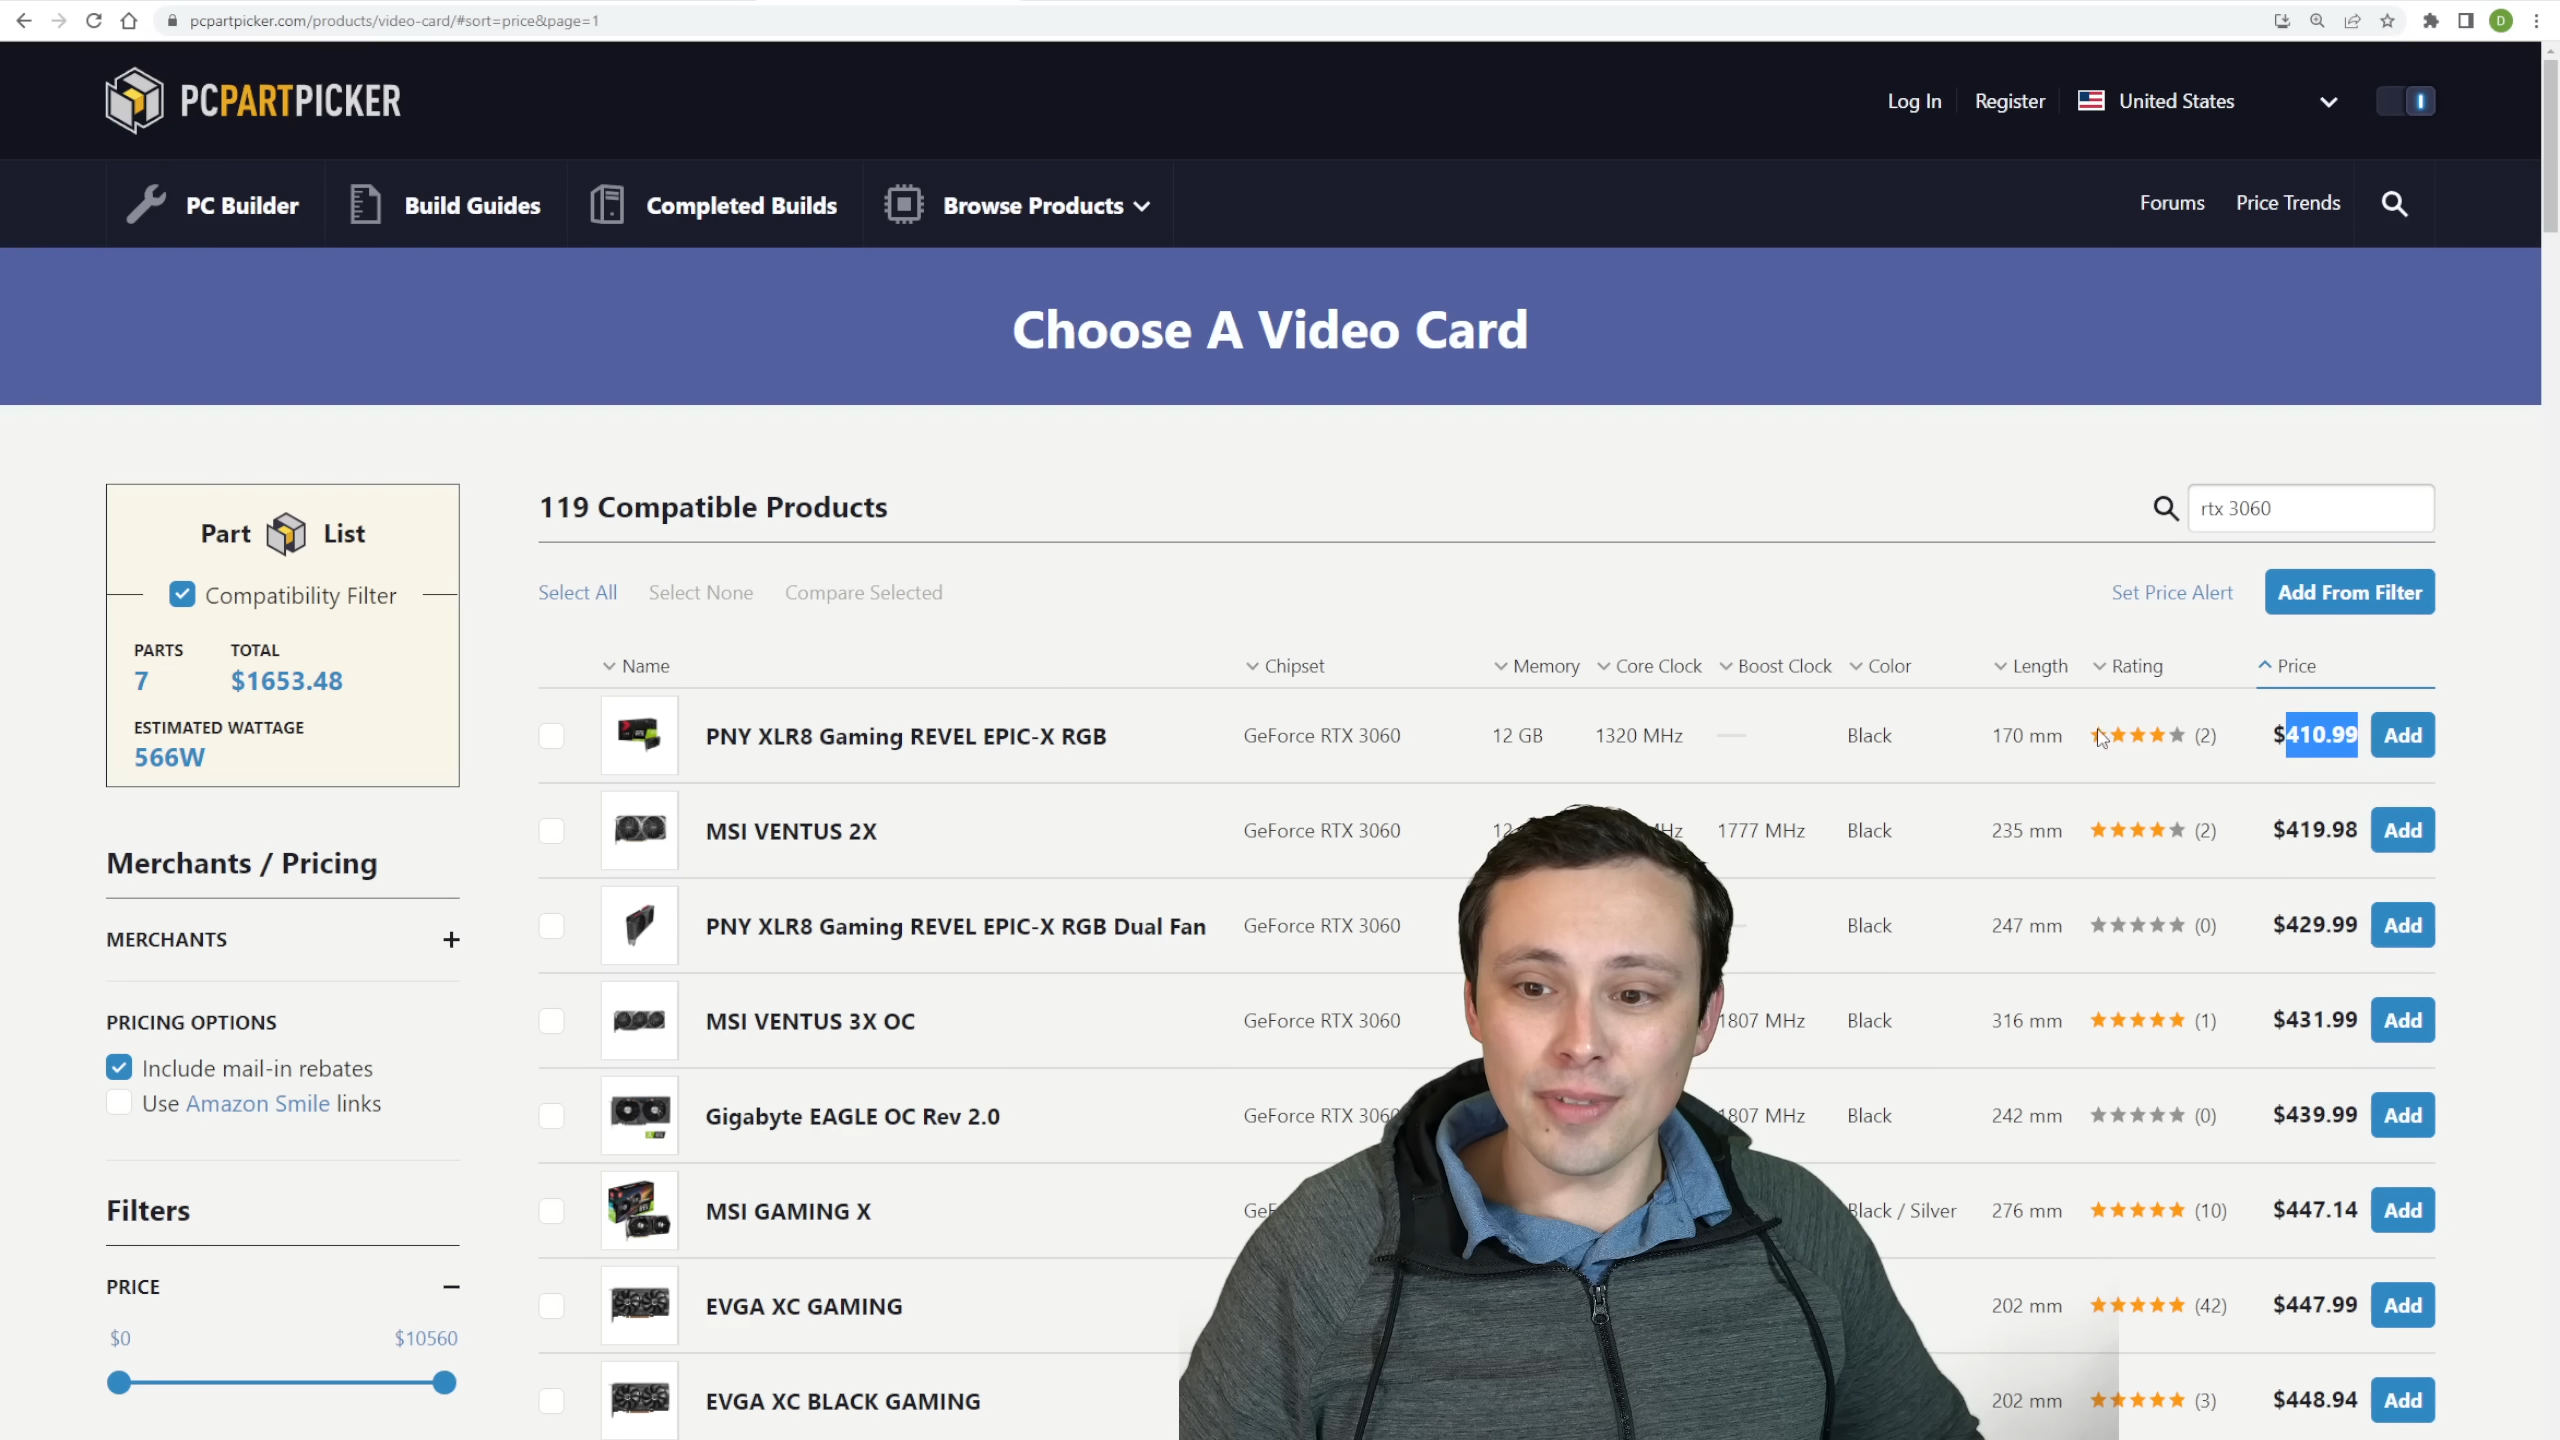 pcpartpicker.com/products/video-card/#sort=price&page=1
D
PCPARTPICKER
Log In
Register
United States
PC Builder
Build Guides
Completed Builds
Browse Products
Forums
Price Trends
Choose A Video Card
Part List
Compatibility Filter
PARTS TOTAL
7 $1653.48
ESTIMATED WATTAGE
566W
Merchants / Pricing
MERCHANTS
PRICING OPTIONS
Include mail-in rebates
Use Amazon Smile links
Filters
PRICE
$0 $10560
119 Compatible Products
rtx 3060
Select All Select None Compare Selected Set Price Alert Add From Filter
Name Chipset Memory Core Clock Boost Clock Color Length Rating Price
PNY XLR8 Gaming REVEL EPIC-X RGB GeForce RTX 3060 12 GB 1320 MHz Black 170 mm (2) $410.99 Add
MSI VENTUS 2X GeForce RTX 3060 1777 MHz Black 235 mm (2) $419.98 Add
PNY XLR8 Gaming REVEL EPIC-X RGB Dual Fan GeForce RTX 3060 Black 247 mm (0) $429.99 Add
MSI VENTUS 3X OC GeForce RTX 3060 1807 MHz Black 316 mm (1) $431.99 Add
Gigabyte EAGLE OC Rev 2.0 GeForce RTX 3060 1807 MHz Black 242 mm (0) $439.99 Add
MSI GAMING X Black / Silver 276 mm (10) $447.14 Add
EVGA XC GAMING 202 mm (42) $447.99 Add
EVGA XC BLACK GAMING 202 mm (3) $448.94 Add